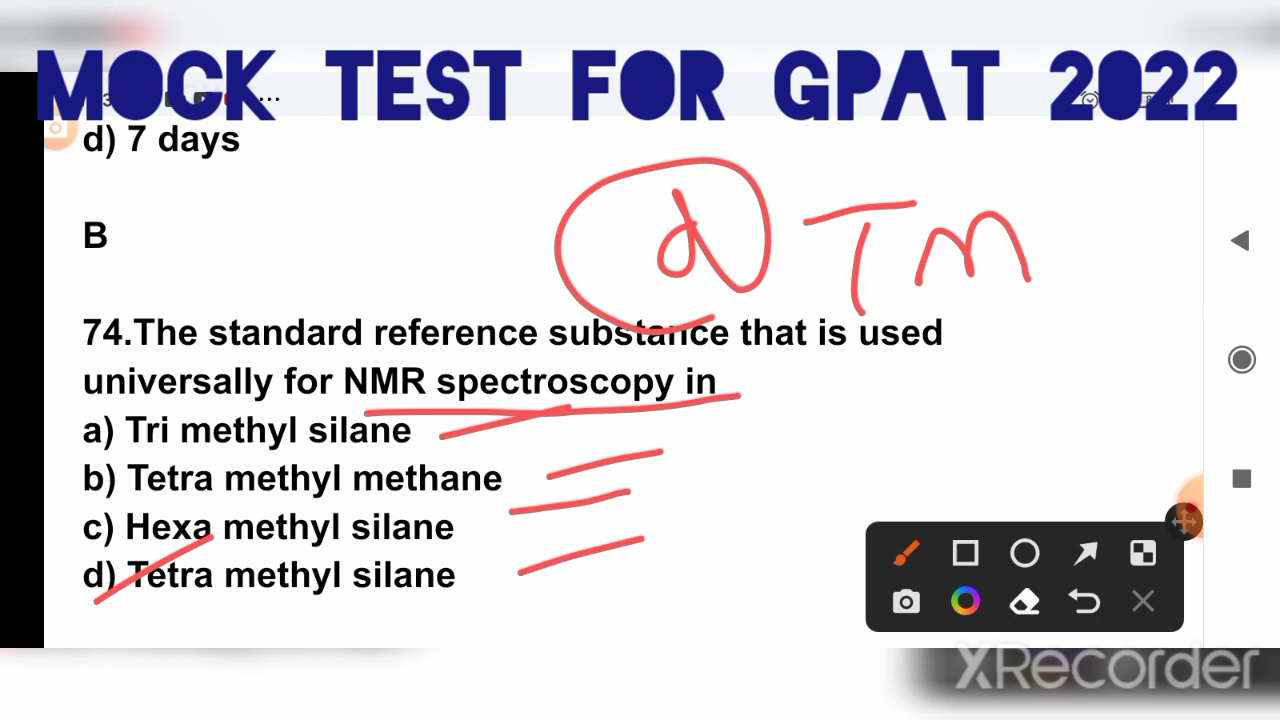 MOCK TEST FOR GPAT 2022
d) 7 days
B
d TM
74.The standard reference substance that is used
universally for NMR spectroscopy in
a) Tri methyl silane
b) Tetra methyl methane
c) Hexa methyl silane
d) Tetra methyl silane
XRecorder